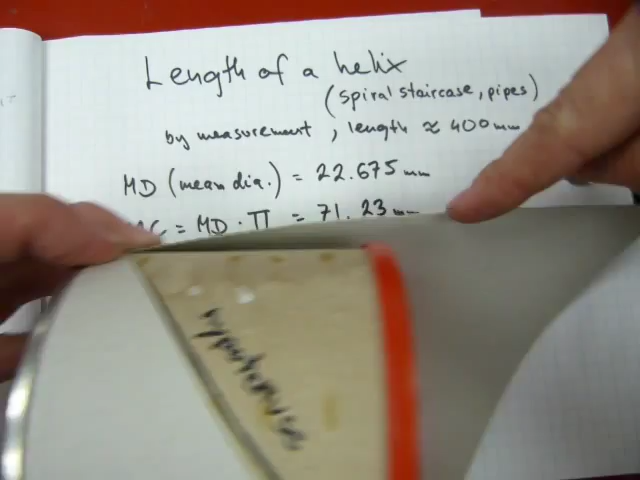 Length of a helix
(spiral staircase, pipes)
by measurement, length ≈ 400mm
MD (mean dia.) = 22.675 mm
= MD · π = 71.23 mm
hypotenuse